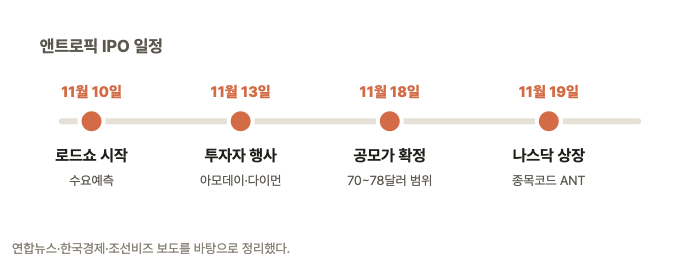 앤트로픽 IPO 일정
11월 10일 11월 13일 11월 18일 11월 19일
로드쇼 시작 투자자 행사 공모가 확정 나스닥 상장
수요예측 아모데이·다이먼 70~78달러 범위 종목코드 ANT
연합뉴스·한국경제·조선비즈 보도를 바탕으로 정리했다.